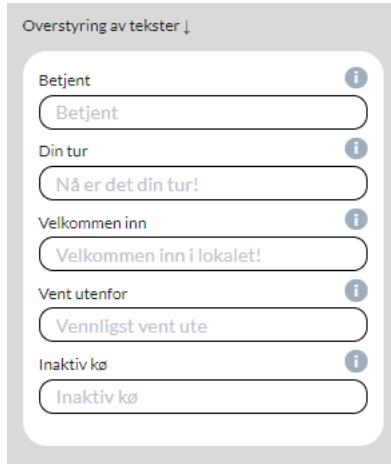 Overstyring av tekster ↓
Betjent
Betjent
Din tur
Nå er det din tur!
Velkommen inn
Velkommen inn i lokalet!
Vent utenfor
Vennligst vent ute
Inaktiv kø
Inaktiv kø